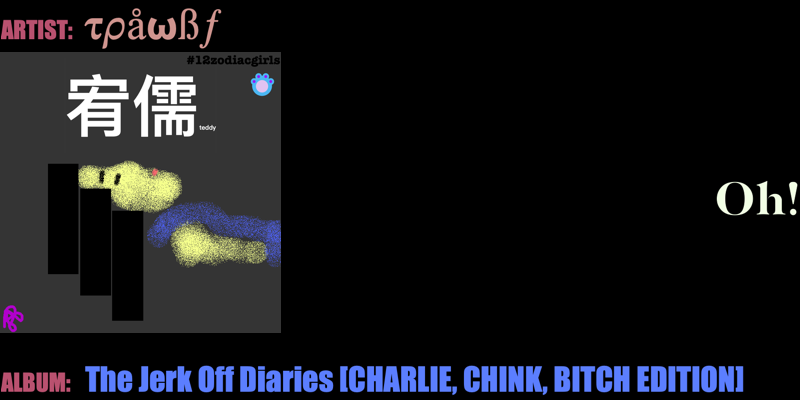 ARTIST: τρåωßƒ
#12zodiacgirls
宥儒
teddy
Oh!
ALBUM: The Jerk Off Diaries [CHARLIE, CHINK, BITCH EDITION]